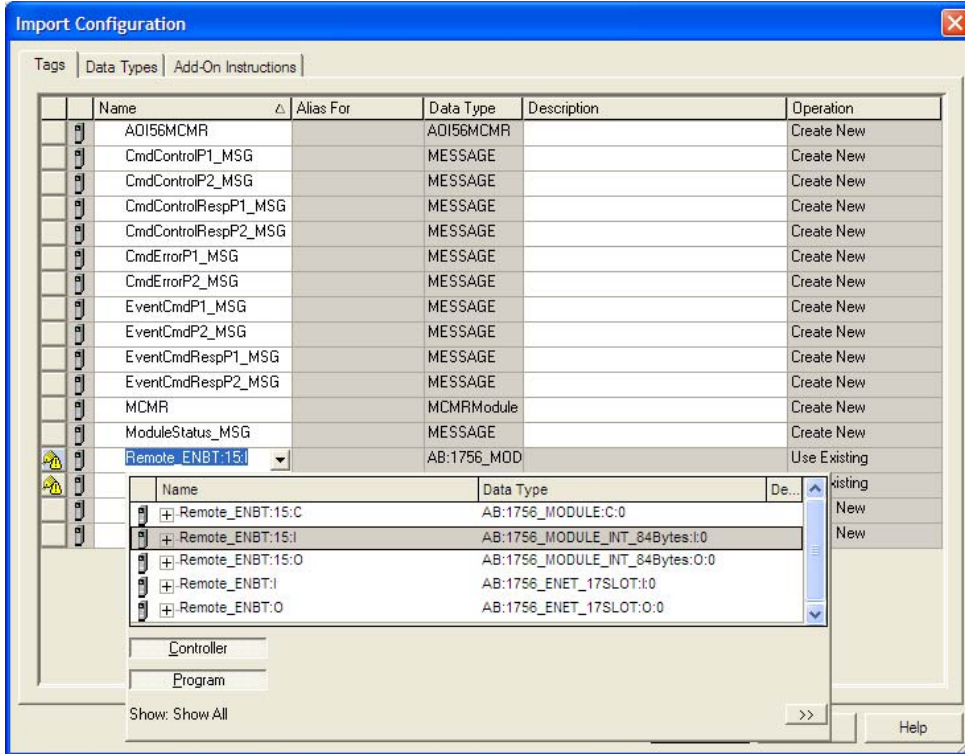 Import Configuration
Tags Data Types Add-On Instructions
Name Alias For Data Type Description Operation
AOI56MCMR AOI56MCMR Create New
CmdControlP1_MSG MESSAGE Create New
CmdControlP2_MSG MESSAGE Create New
CmdControlRespP1_MSG MESSAGE Create New
CmdControlRespP2_MSG MESSAGE Create New
CmdErrorP1_MSG MESSAGE Create New
CmdErrorP2_MSG MESSAGE Create New
EventCmdP1_MSG MESSAGE Create New
EventCmdP2_MSG MESSAGE Create New
EventCmdRespP1_MSG MESSAGE Create New
EventCmdRespP2_MSG MESSAGE Create New
MCMR MCMRModule Create New
ModuleStatus_MSG MESSAGE Create New
Remote_ENBT:15:I AB:1756_MOD Use Existing
Name Data Type De... xisting
Remote_ENBT:15:C AB:1756_MODULE:C:0 New
Remote_ENBT:15:I AB:1756_MODULE_INT_84Bytes:I:0 New
Remote_ENBT:15:O AB:1756_MODULE_INT_84Bytes:O:0
Remote_ENBT:I AB:1756_ENET_17SLOT:I:0
Remote_ENBT:O AB:1756_ENET_17SLOT:O:0
Controller
Program
Show: Show All >>
Help